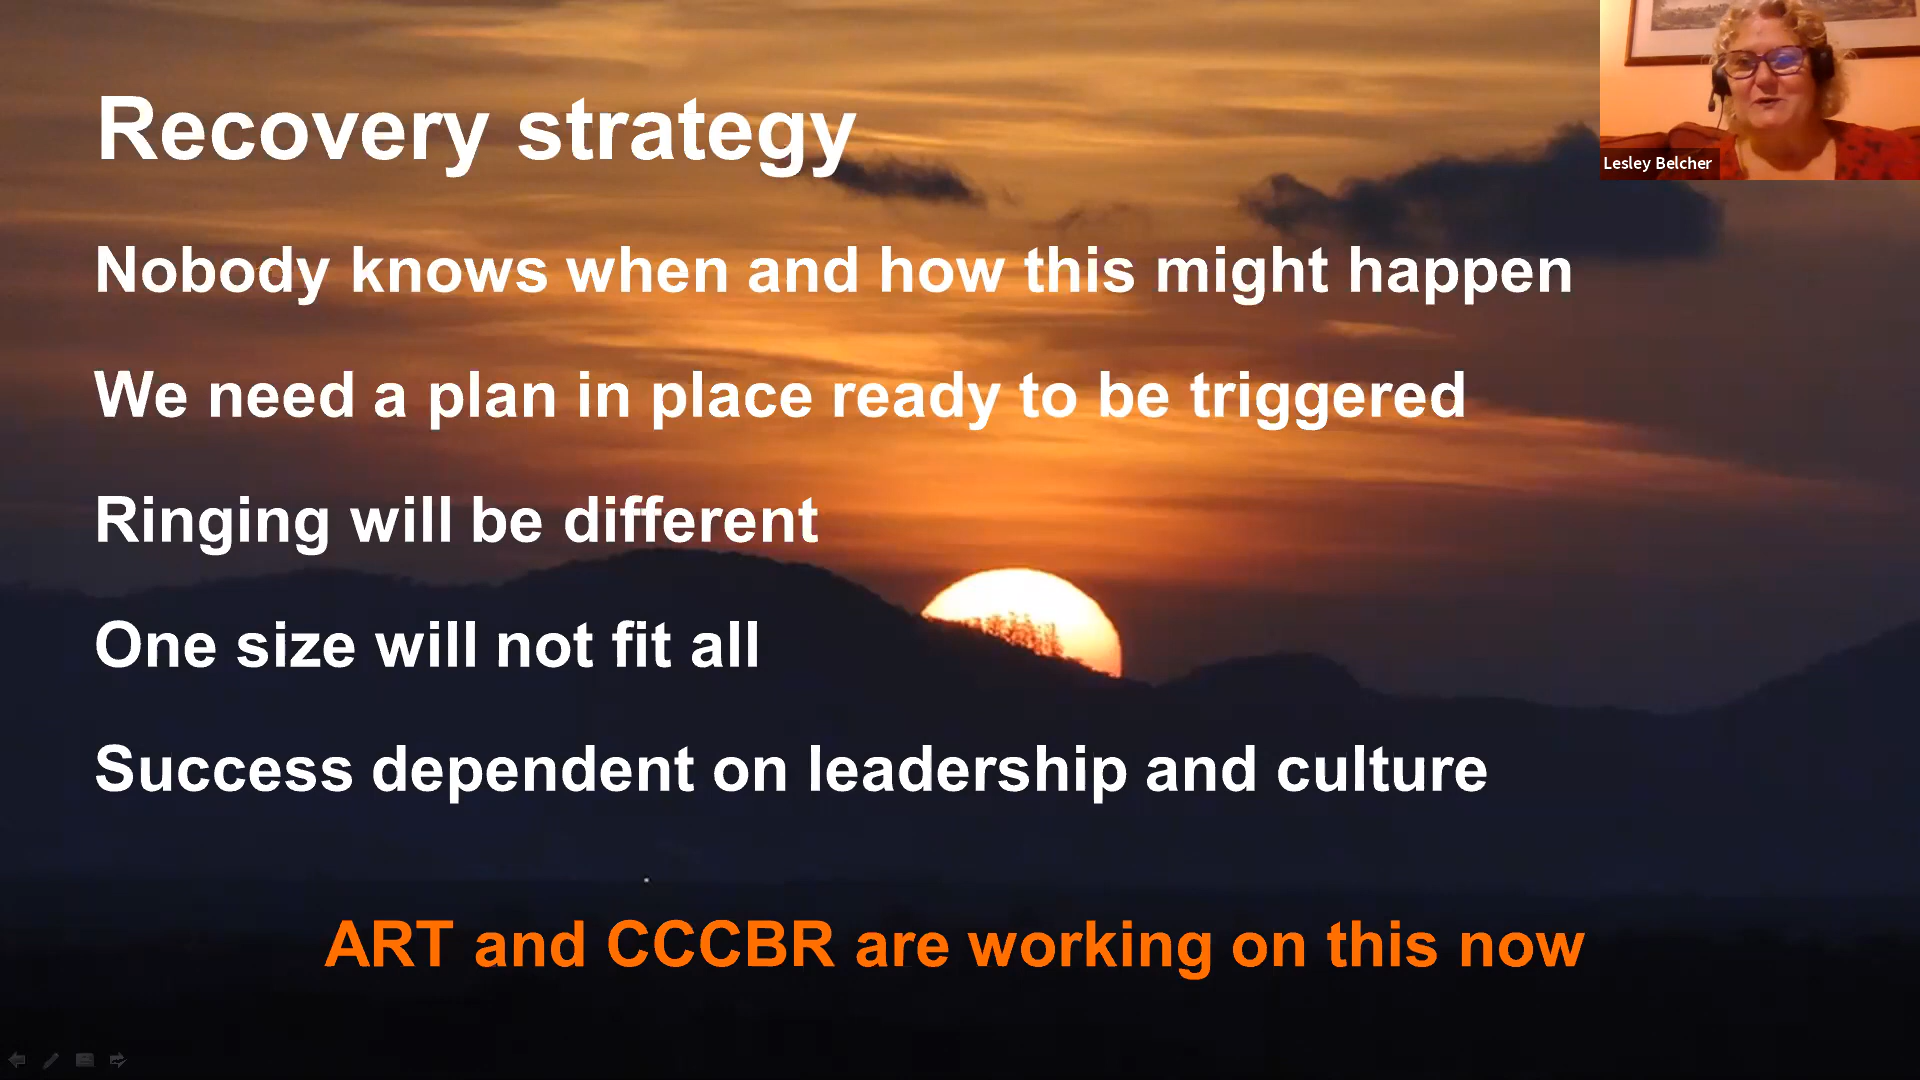 Recovery strategy
Lesley Belcher
Nobody knows when and how this might happen
We need a plan in place ready to be triggered
Ringing will be different
One size will not fit all
Success dependent on leadership and culture
ART and CCCBR are working on this now